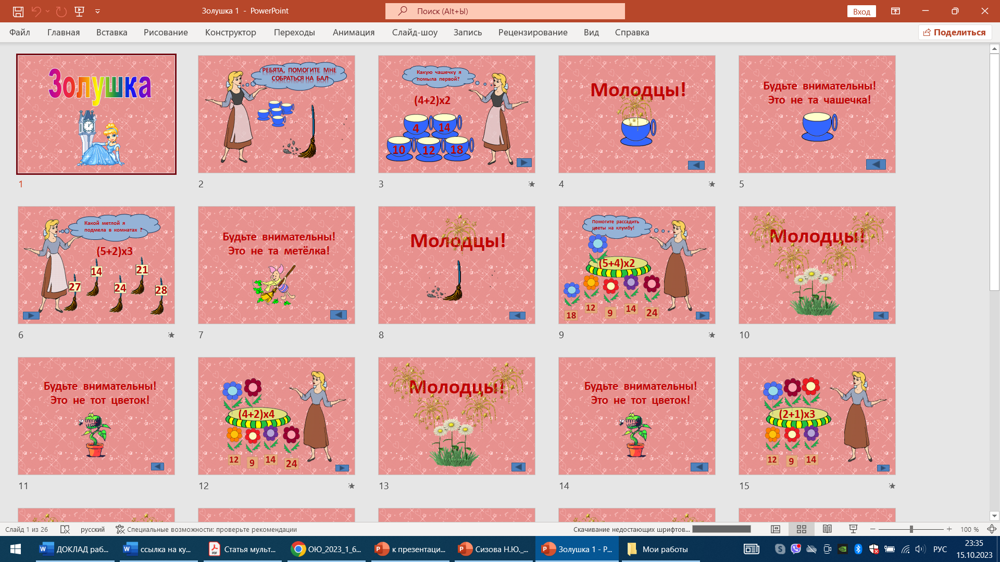 Золушка 1 - PowerPoint
Поиск (Alt+Ы)
Вход
Файл
Главная
Вставка
Рисование
Конструктор
Переходы
Анимация
Слайд-шоу
Запись
Рецензирование
Вид
Справка
Поделиться
Золушка
1
РЕБЯТА, ПОМОГИТЕ МНЕ
СОБРАТЬСЯ НА БАЛ
2
Какую чашечку я
помыла первой?
(4+2)x2
4
14
10
12
18
3
Молодцы!
4
Будьте внимательны!
Это не та чашечка!
5
Какой метлой я
подмела в комнатах ?
(5+2)x3
27
14
24
21
28
6
Будьте внимательны!
Это не та метёлка!
7
Молодцы!
8
Помогите рассадить
цветы на клумбу!
(5+4)x2
18
12
9
14
24
9
Молодцы!
10
Будьте внимательны!
Это не тот цветок!
11
(4+2)x4
12
9
14
24
12
Молодцы!
13
Будьте внимательны!
Это не тот цветок!
14
(2+1)x3
12
9
14
15
Слайд 1 из 26
русский
Специальные возможности: проверьте рекомендации
Скачивание недостающих шрифтов...
100 %
ДОКЛАД раб...
ссылка на ку...
Статья мульт...
ОЮ_2023_1_6...
к презентаци...
Сизова Н.Ю._...
Золушка 1 - P...
Мои работы
РУС
23:35
15.10.2023